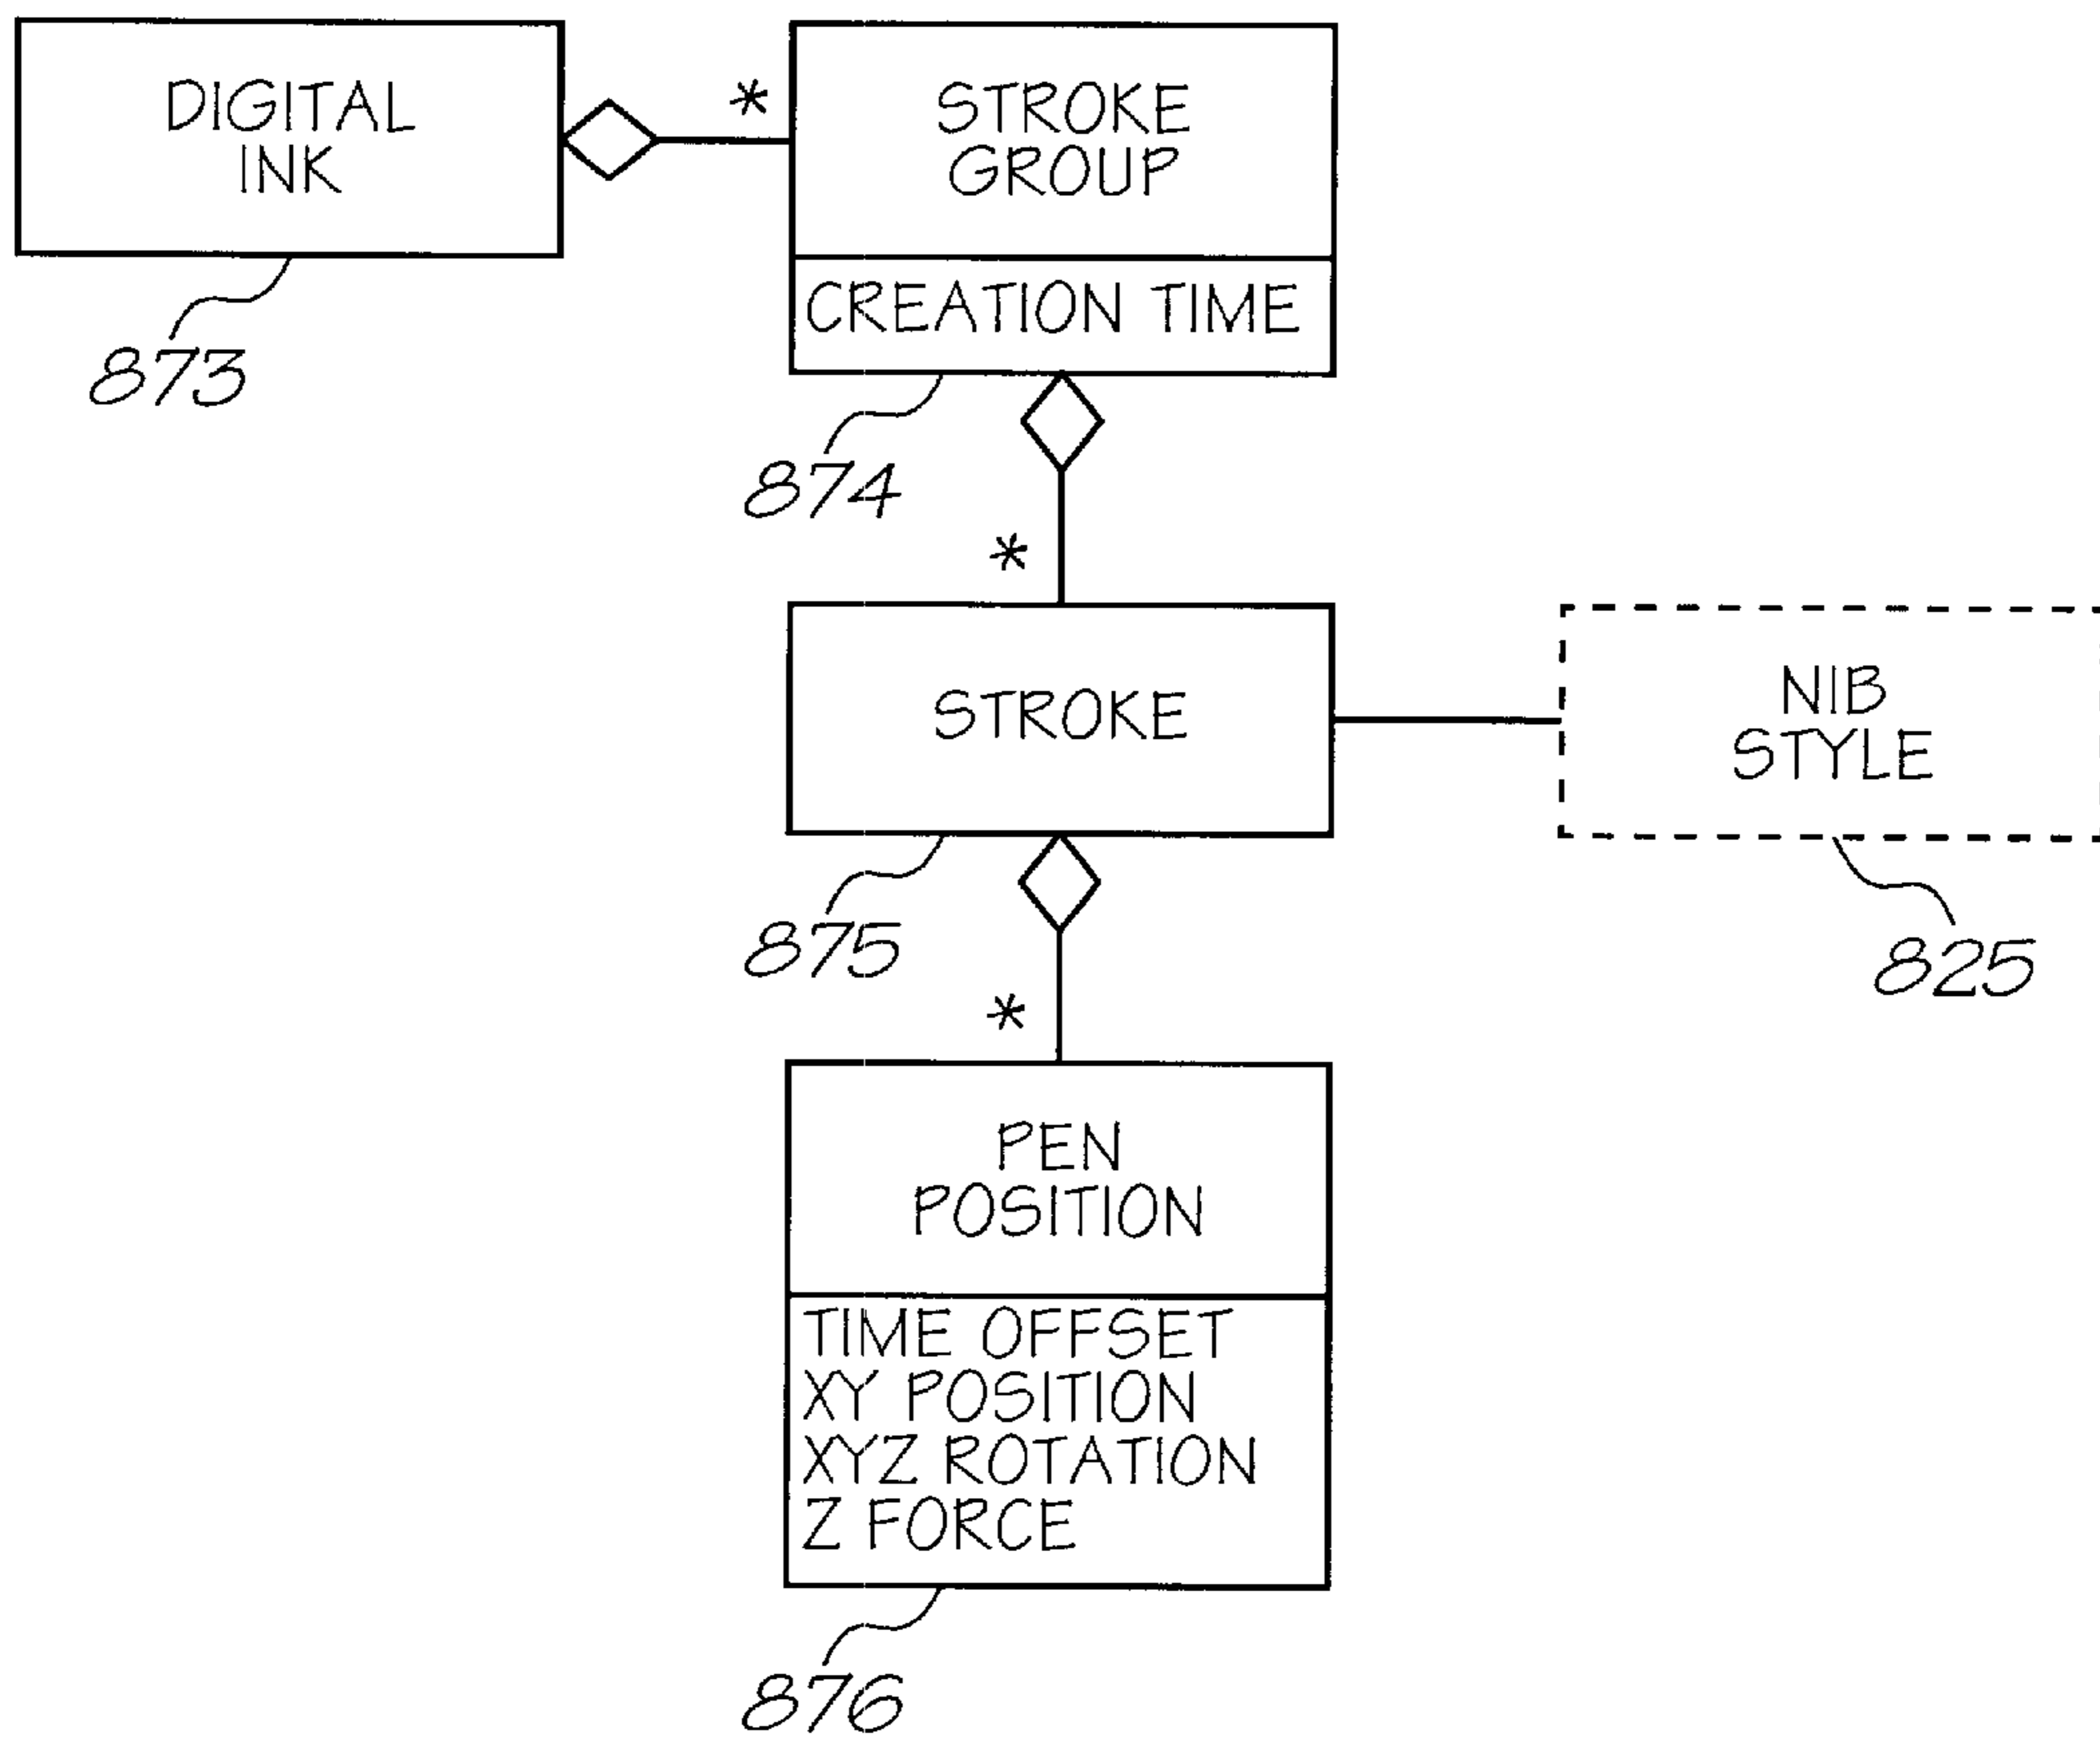 DIGITAL
INK
873
*
STROKE
GROUP
CREATION TIME
874
*
STROKE
875
NIB
STYLE
825
*
PEN
POSITION
TIME OFFSET
XY POSITION
XYZ ROTATION
Z FORCE
876